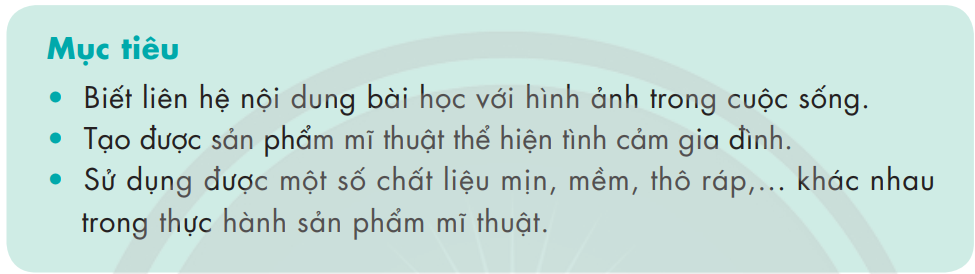 Mục tiêu
• Biết liên hệ nội dung bài học với hình ảnh trong cuộc sống.
• Tạo được sản phẩm mĩ thuật thể hiện tình cảm gia đình.
• Sử dụng được một số chất liệu mịn, mềm, thô ráp,... khác nhau
trong thực hành sản phẩm mĩ thuật.